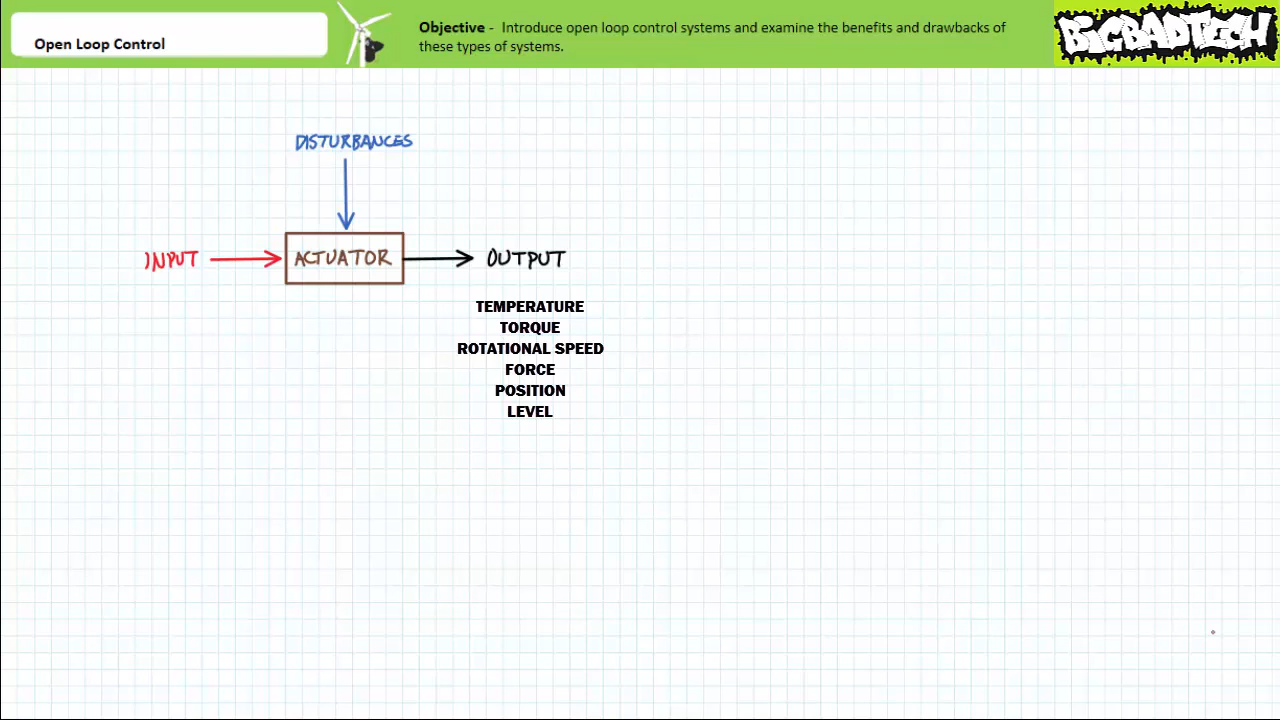 Open Loop Control
Objective - Introduce open loop control systems and examine the benefits and drawbacks of
these types of systems.
BIGBADTECH
DISTURBANCES
INPUT
ACTUATOR
OUTPUT
TEMPERATURE
TORQUE
ROTATIONAL SPEED
FORCE
POSITION
LEVEL